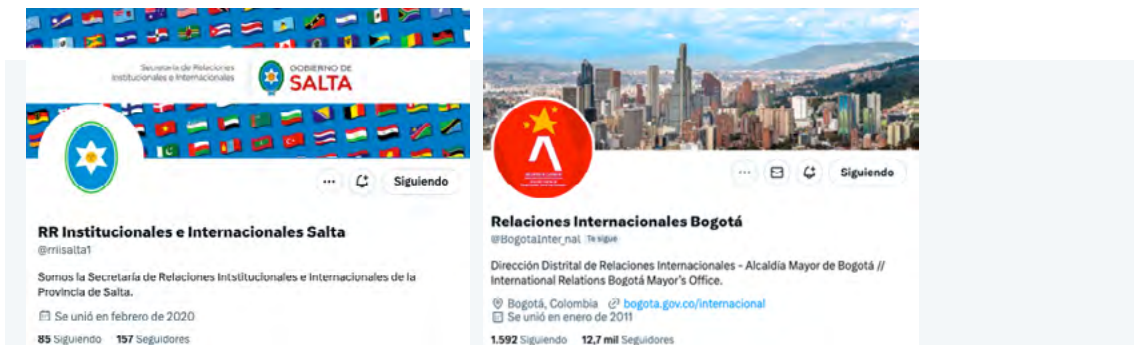 Secretaría de Relaciones
Institucionales e Internacionales
GOBIERNO DE
SALTA
Siguiendo
RR Institucionales e Internacionales Salta
@rriisalta1
Somos la Secretaría de Relaciones Intstitucionales e Internacionales de la
Provincia de Salta.
Se unió en febrero de 2020
85 Siguiendo 157 Seguidores
Siguiendo
Relaciones Internacionales Bogotá
@BogotaInter_nal Te sigue
Dirección Distrital de Relaciones Internacionales - Alcaldía Mayor de Bogotá //
International Relations Bogotá Mayor's Office.
Bogotá, Colombia bogota.gov.co/internacional
Se unió en enero de 2011
1.592 Siguiendo 12,7 mil Seguidores